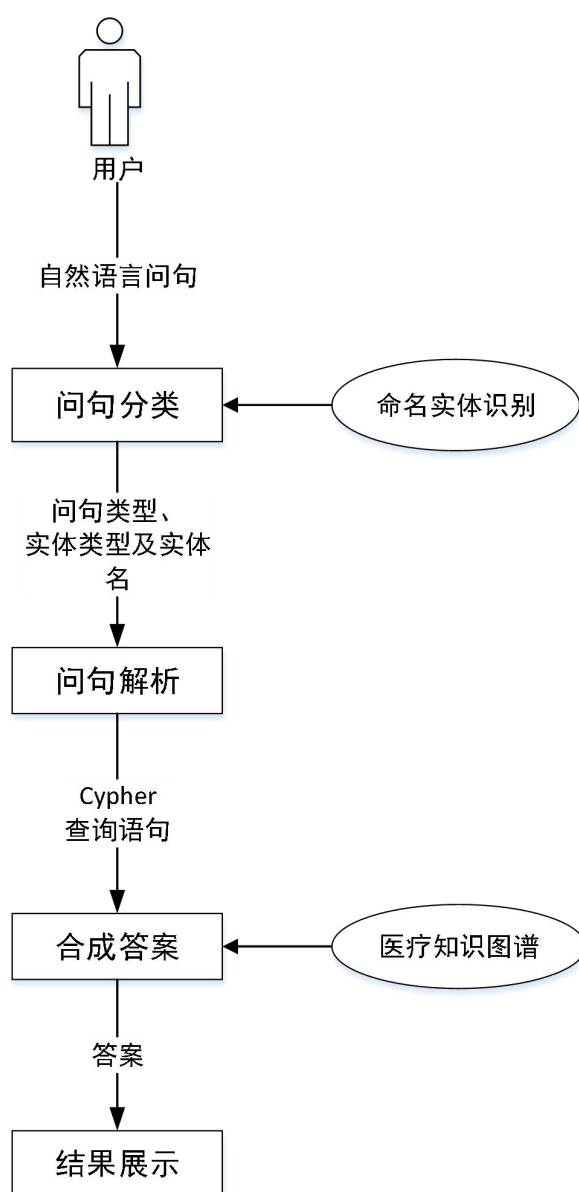 用户
自然语言问句
问句分类
命名实体识别
问句类型、
实体类型及实体
名
问句解析
Cypher
查询语句
合成答案
医疗知识图谱
答案
结果展示